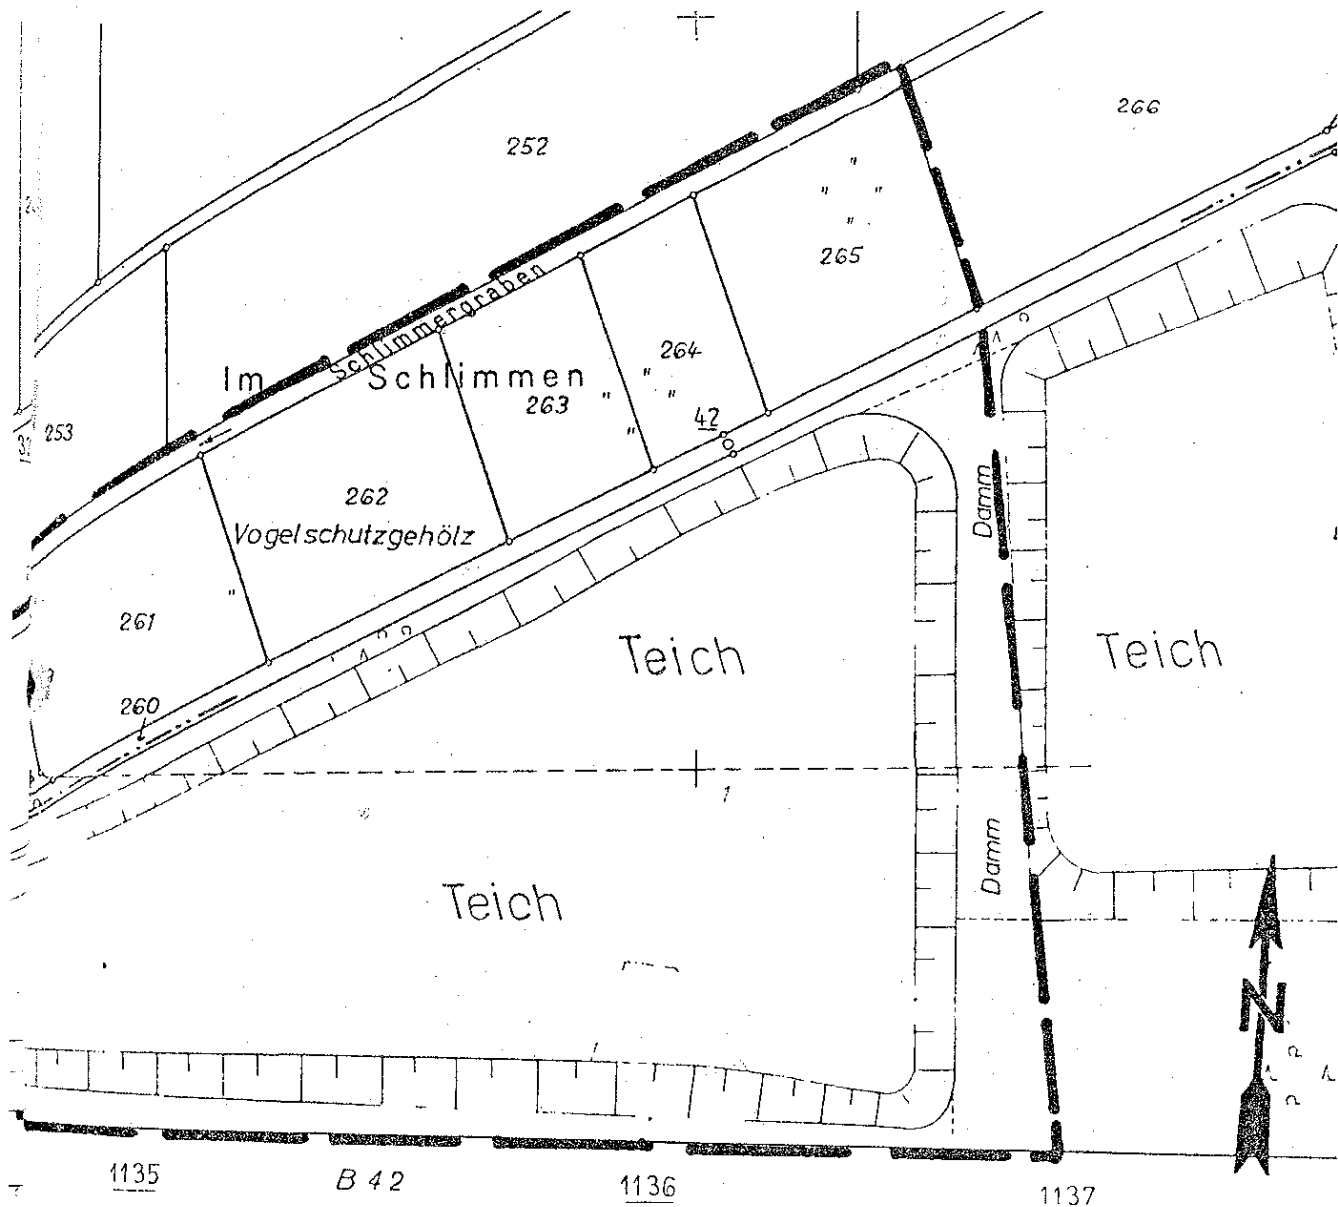 266
252
265
Schlimmergraben
Im Schlimmen
264
263
42
253
262
Vogelschutzgehölz
Damm
261
Teich
Teich
260
1
Damm
Teich
N
1135
B 42
1136
1137